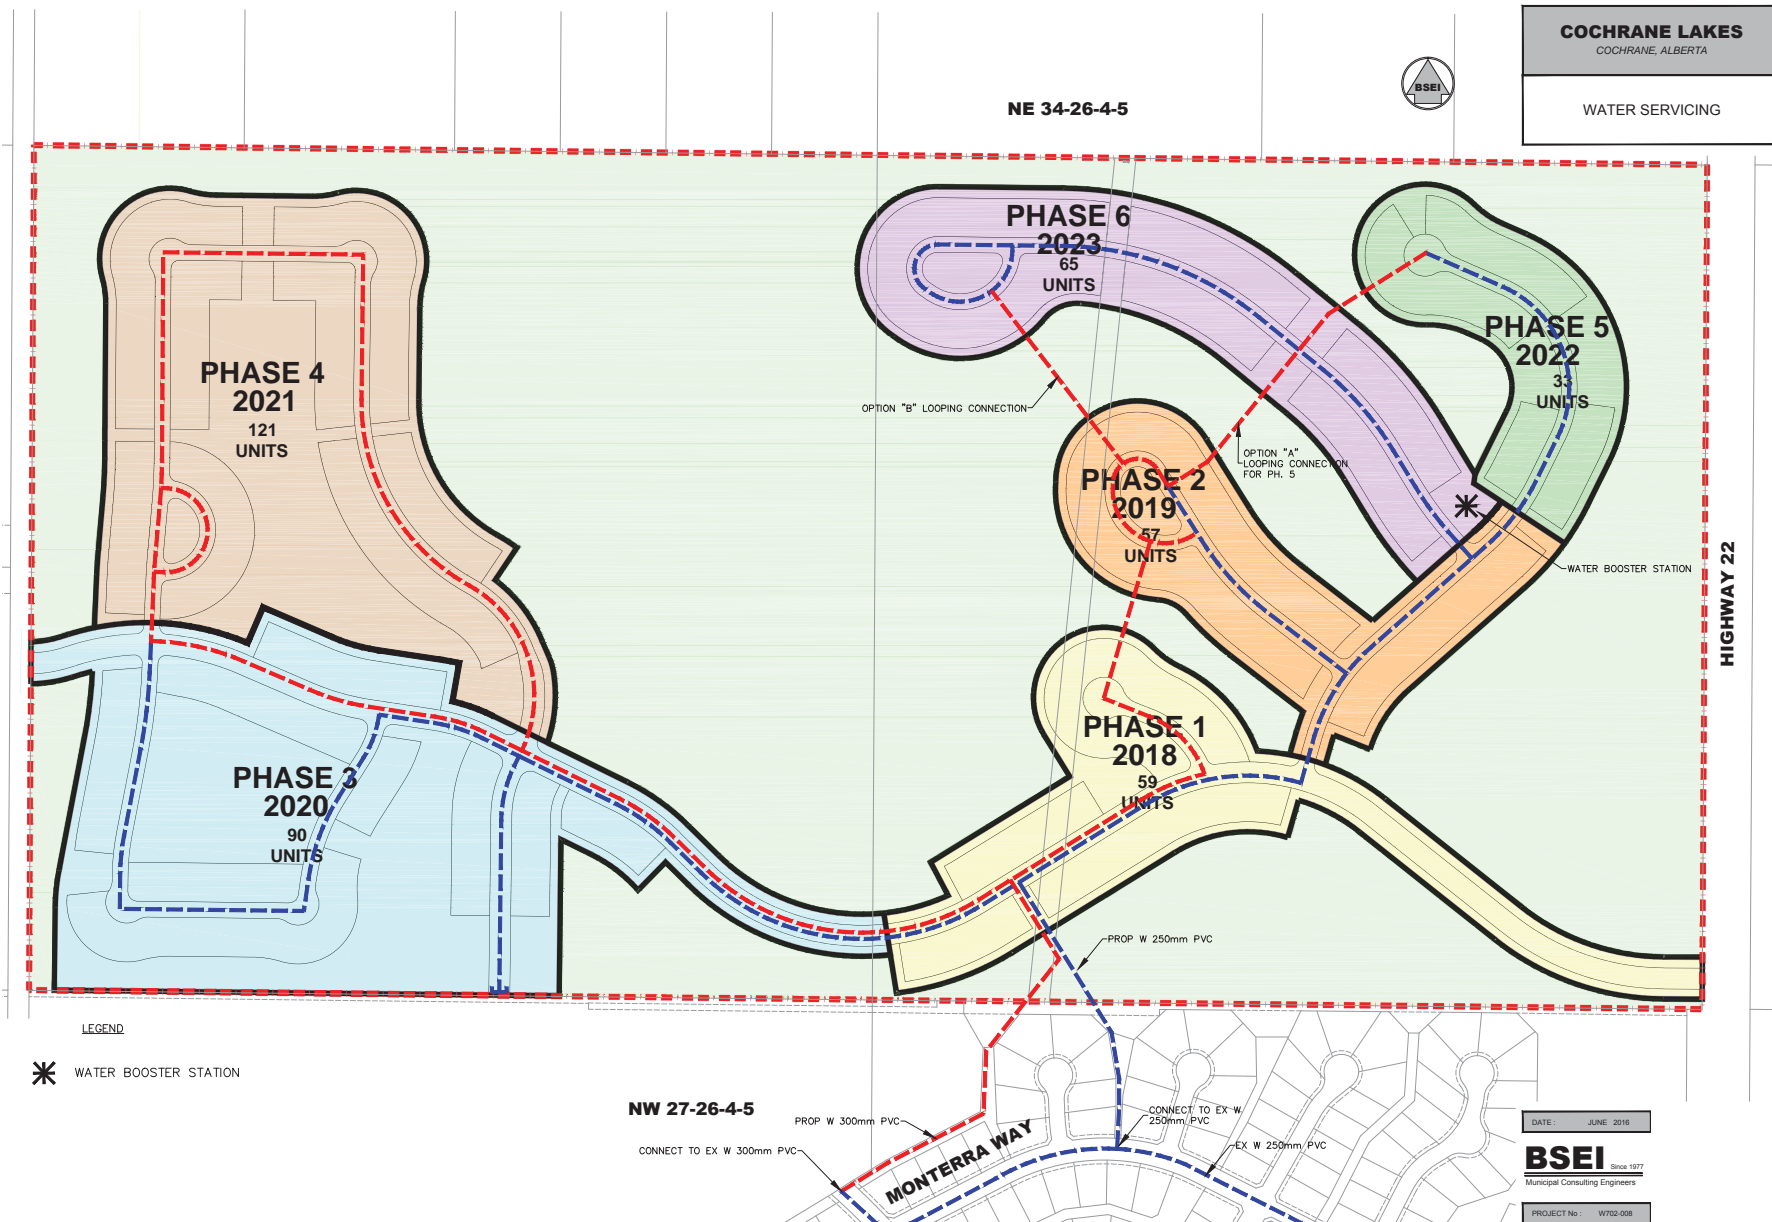 COCHRANE LAKES
COCHRANE, ALBERTA
WATER SERVICING
BSEI
NE 34-26-4-5
PHASE 6
2023
65
UNITS
PHASE 5
2022
33
UNITS
PHASE 4
2021
121
UNITS
OPTION "B" LOOPING CONNECTION
OPTION "A"
LOOPING CONNECTION
FOR PH. 5
PHASE 2
2019
57
UNITS
WATER BOOSTER STATION
HIGHWAY 22
PHASE 1
2018
59
UNITS
PHASE 3
2020
90
UNITS
PROP W 250mm PVC
LEGEND
WATER BOOSTER STATION
NW 27-26-4-5
PROP W 300mm PVC
CONNECT TO EX W 300mm PVC
MONTERRA WAY
CONNECT TO EX W
250mm PVC
EX W 250mm PVC
DATE : JUNE 2016
BSEI Since 1977
Municipal Consulting Engineers
PROJECT No : W702-008